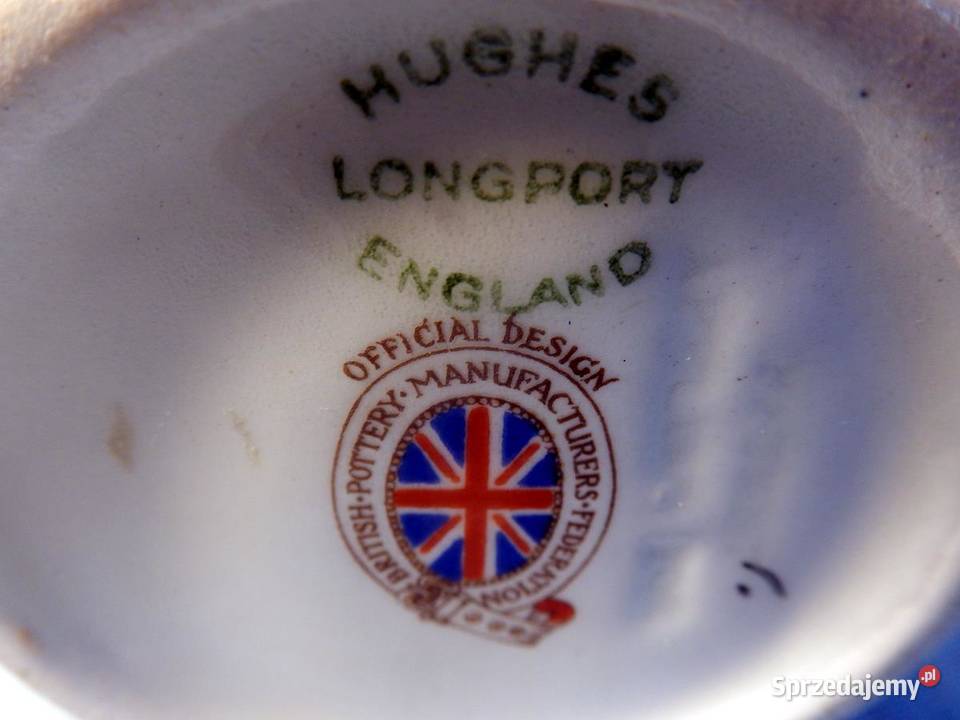 HUGHES
LONGPORT
ENGLAND
OFFICIAL DESIGN
BRITISH·POTTERY·MANUFACTURERS·FEDERATION
Sprzedajemy.pl